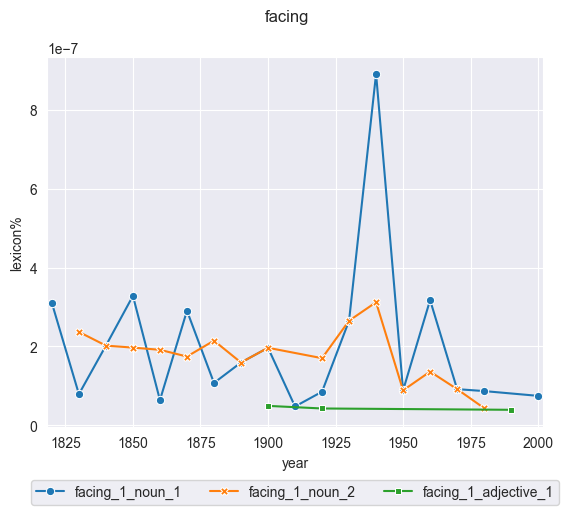 facing
1e−7
8
6
4
2
0
lexicon%
1825 1850 1875 1900 1925 1950 1975 2000
year
facing_1_noun_1 facing_1_noun_2 facing_1_adjective_1